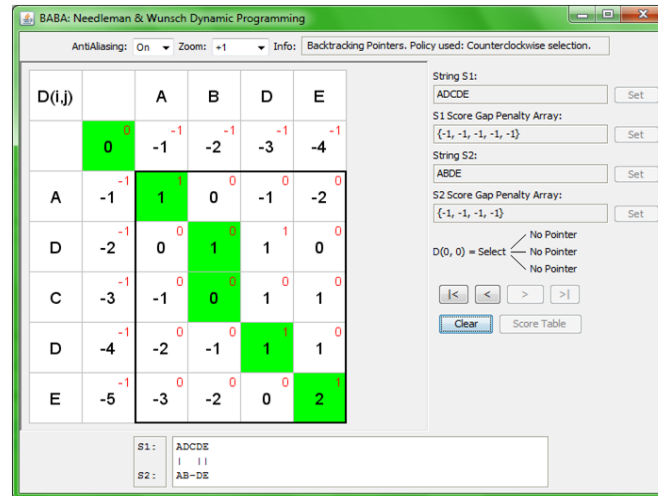 BABA: Needleman & Wunsch Dynamic Programming
AntiAliasing: On Zoom: +1 Info: Backtracking Pointers. Policy used: Counterclockwise selection.
D(i,j) A B D E
0 -1 -1 -1 -1
0 -1 -2 -3 -4
-1 1 0 0 0
A -1 1 0 -1 -2
-1 0 0 1 0
D -2 0 1 1 0
-1 0 0 0 0
C -3 -1 0 1 1
-1 0 0 1 0
D -4 -2 -1 1 1
-1 0 0 0 1
E -5 -3 -2 0 2
String S1:
ADCDE Set
S1 Score Gap Penalty Array:
{-1, -1, -1, -1, -1} Set
String S2:
ABDE Set
S2 Score Gap Penalty Array:
{-1, -1, -1, -1} Set
No Pointer
D(0, 0) = Select No Pointer
No Pointer
|< < > >|
Clear Score Table
S1: ADCDE
| ||
S2: AB-DE